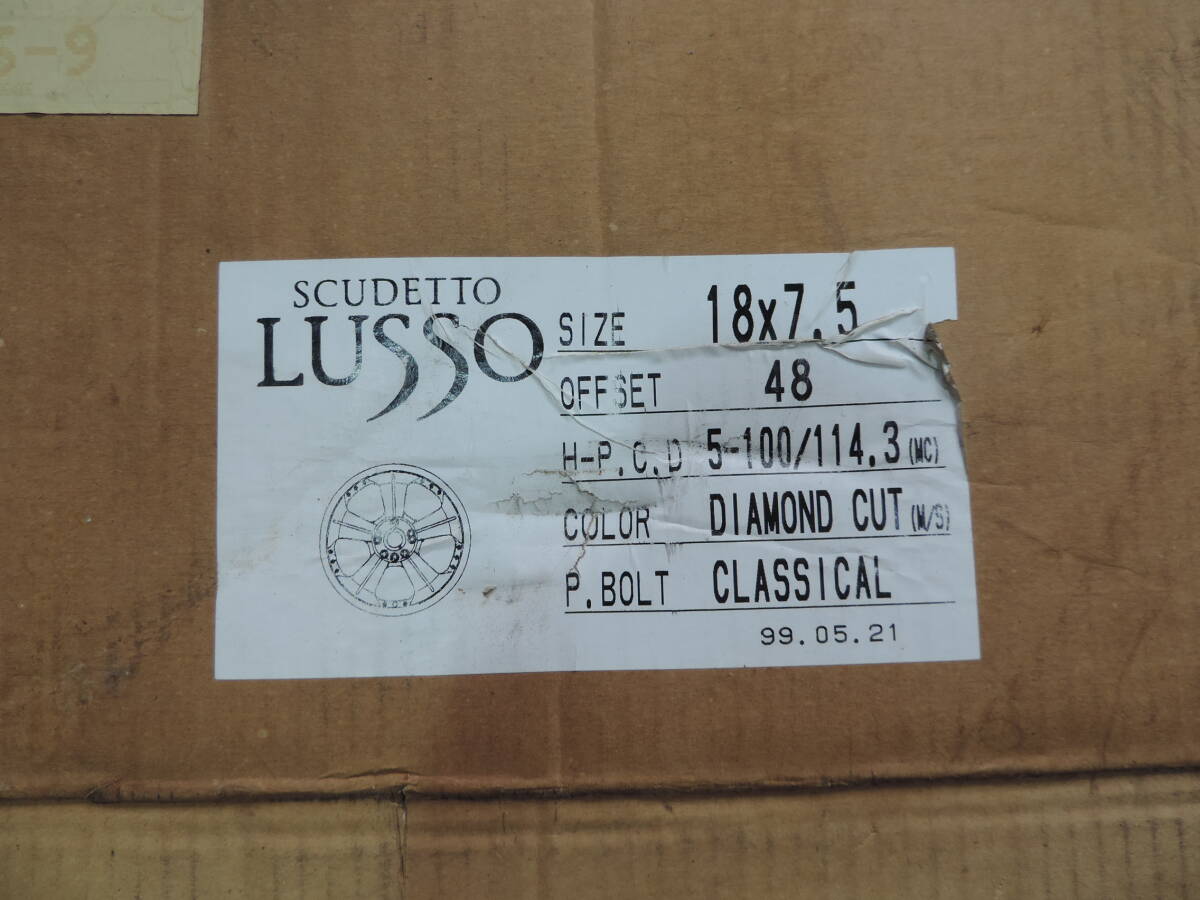 S-9
SCUDETTO
LUSSO
SIZE 18x7.5
OFFSET 48
H-P.C.D 5-100/114.3(MC)
COLOR DIAMOND CUT(M/S)
P.BOLT CLASSICAL
99.05.21